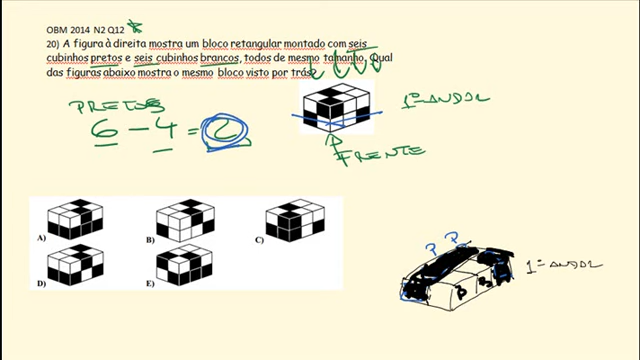 OBM 2014 N2 Q12
20) A figura à direita mostra um bloco retangular montado com seis
cubinhos pretos e seis cubinhos brancos, todos de mesmo tamanho. Qual
das figuras abaixo mostra o mesmo bloco visto por trás?
PRETOS
6 - 4 = 2
1º ANDAR
FRENTE
A)
B)
C)
D)
E)
P P
B B
1º ANDAR